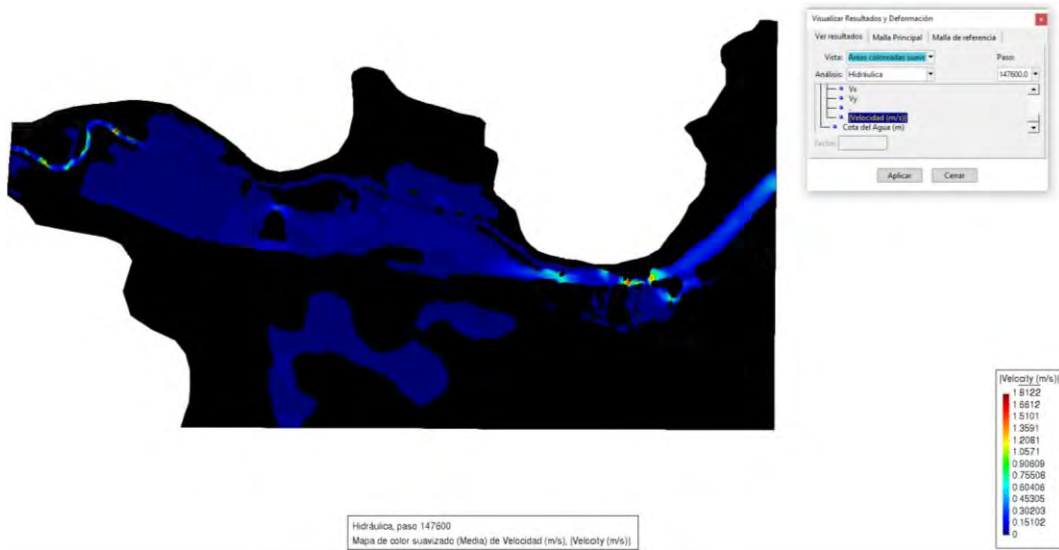 Visualizar Resultados y Deformación
Ver resultados Malla Principal Malla de referencia
Vista: Areas coloreadas suave Paso:
Análisis: Hidráulica 147600.0
Vx
Vy
|Velocidad (m/s)|
Cota del Agua (m)
Factor:
Aplicar Cerrar
|Velocity (m/s)|
1.8122
1.6612
1.5101
1.3591
1.2081
1.0571
0.90609
0.75508
0.60406
0.45305
0.30203
0.15102
0
Hidráulica, paso 147600
Mapa de color suavizado (Media) de Velocidad (m/s), |Velocity (m/s)|